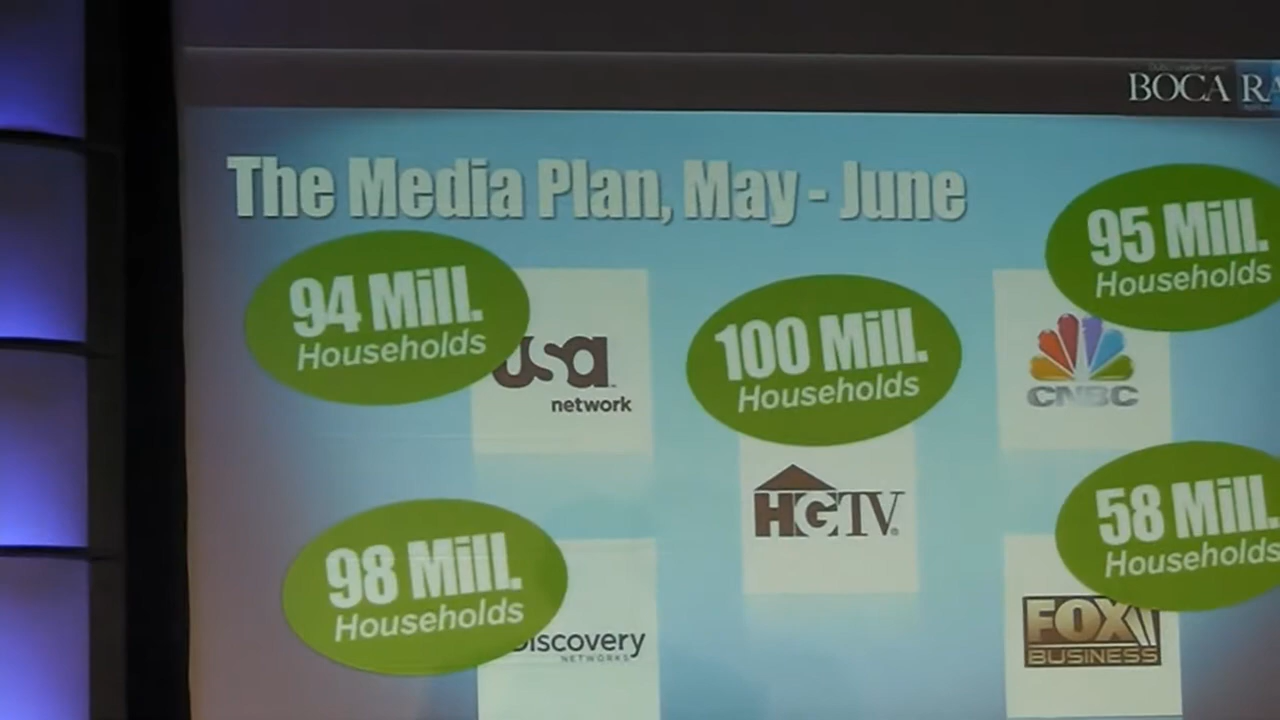 BOCA RA
The Media Plan, May - June
94 Mill.
Households
usa
network
100 Mill.
Households
HGTV
95 Mill.
Households
CNBC
98 Mill.
Households
Discovery
NETWORKS
58 Mill.
Households
FOX
BUSINESS